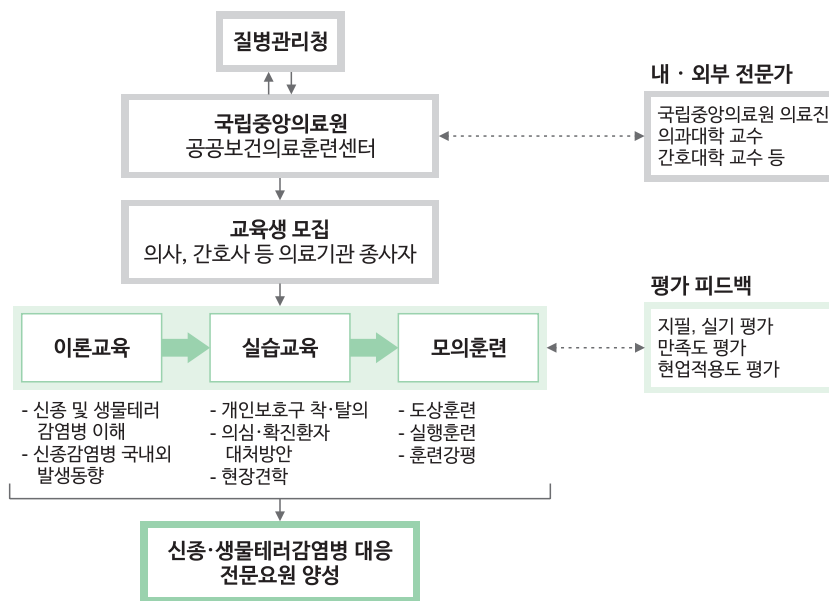 질병관리청
국립중앙의료원
공공보건의료훈련센터
내 · 외부 전문가
국립중앙의료원 의료진
의과대학 교수
간호대학 교수 등
교육생 모집
의사, 간호사 등 의료기관 종사자
평가 피드백
지필, 실기 평가
만족도 평가
현업적용도 평가
이론교육
실습교육
모의훈련
- 신종 및 생물테러
감염병 이해
- 신종감염병 국내외
발생동향
- 개인보호구 착·탈의
- 의심·확진환자
대처방안
- 현장견학
- 도상훈련
- 실행훈련
- 훈련강평
신종·생물테러감염병 대응
전문요원 양성